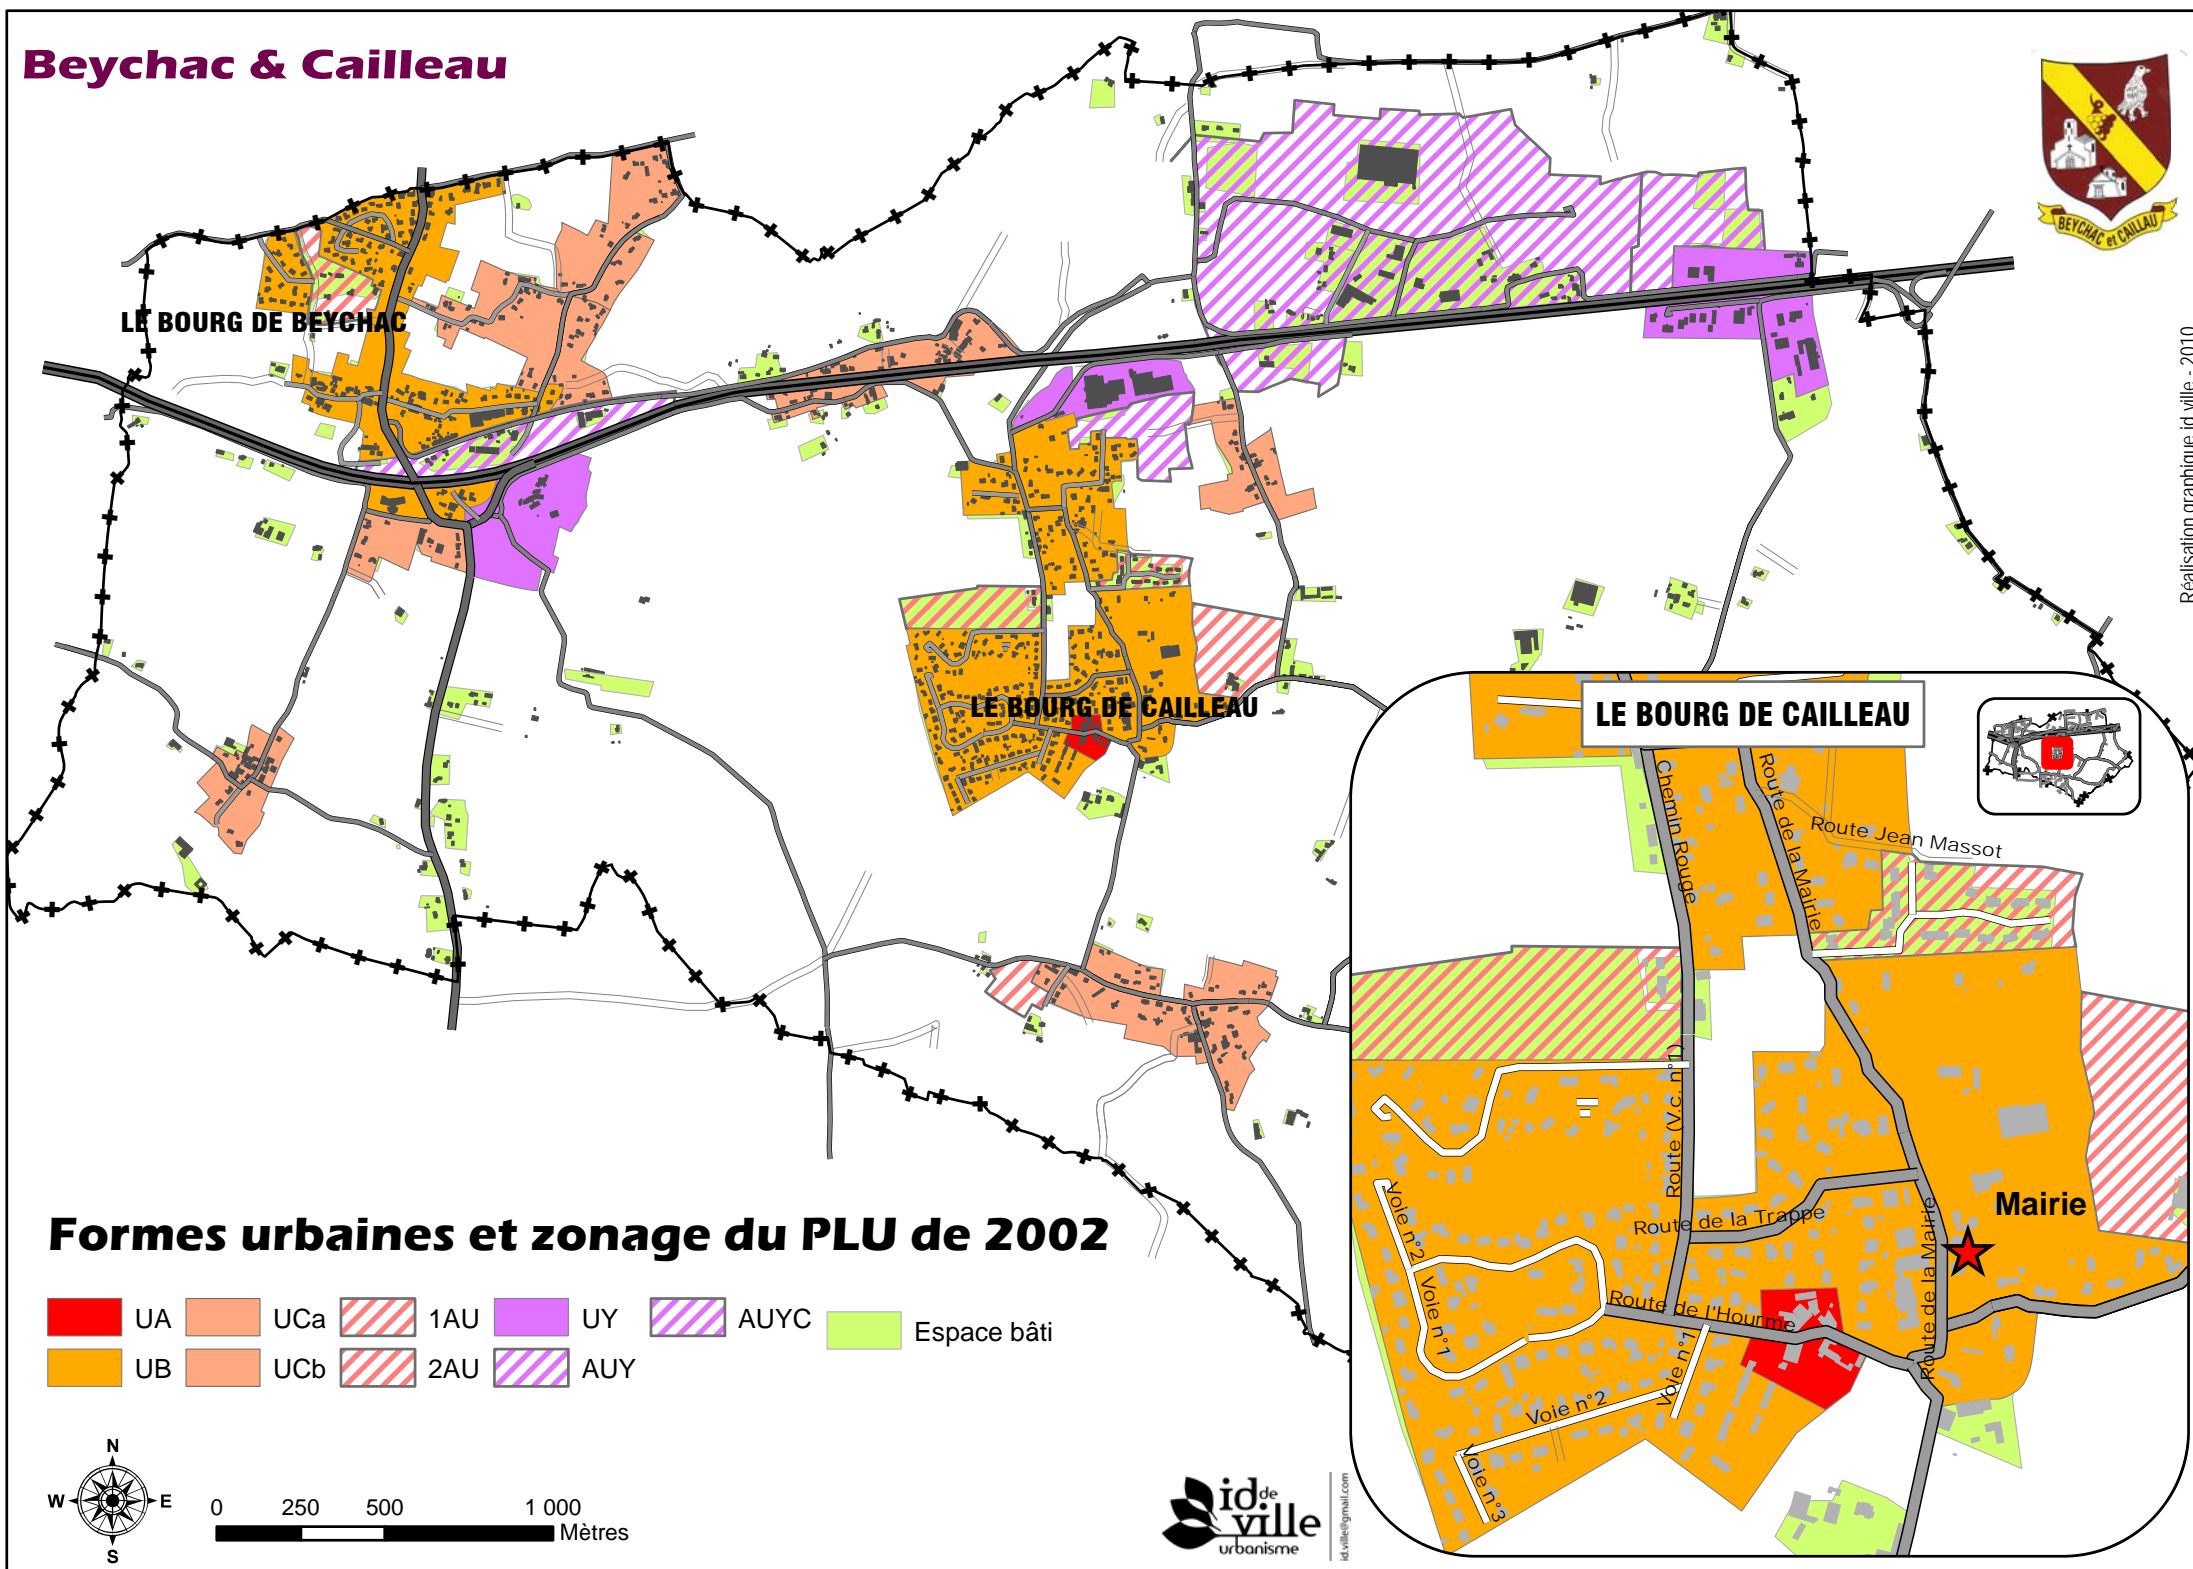 Beychac & Cailleau
BEYCHAC et CAILLAU
Réalisation graphique id.ville - 2010
LE BOURG DE BEYCHAC
LE BOURG DE CAILLEAU
LE BOURG DE CAILLEAU
Chemin Rouge
Route de la Mairie
Route Jean Massot
Route (V.c. n°1)
Voie n°2
Voie n°1
Route de la Trappe
Route de la Mairie
Mairie
Route de l'Hourme
Voie n°1
Voie n°2
Voie n°3
Formes urbaines et zonage du PLU de 2002
UA UCa 1AU UY AUYC Espace bâti
UB UCb 2AU AUY
N
W E
S
0 250 500 1 000
Mètres
id de
ville
urbanisme
id.ville@gmail.com